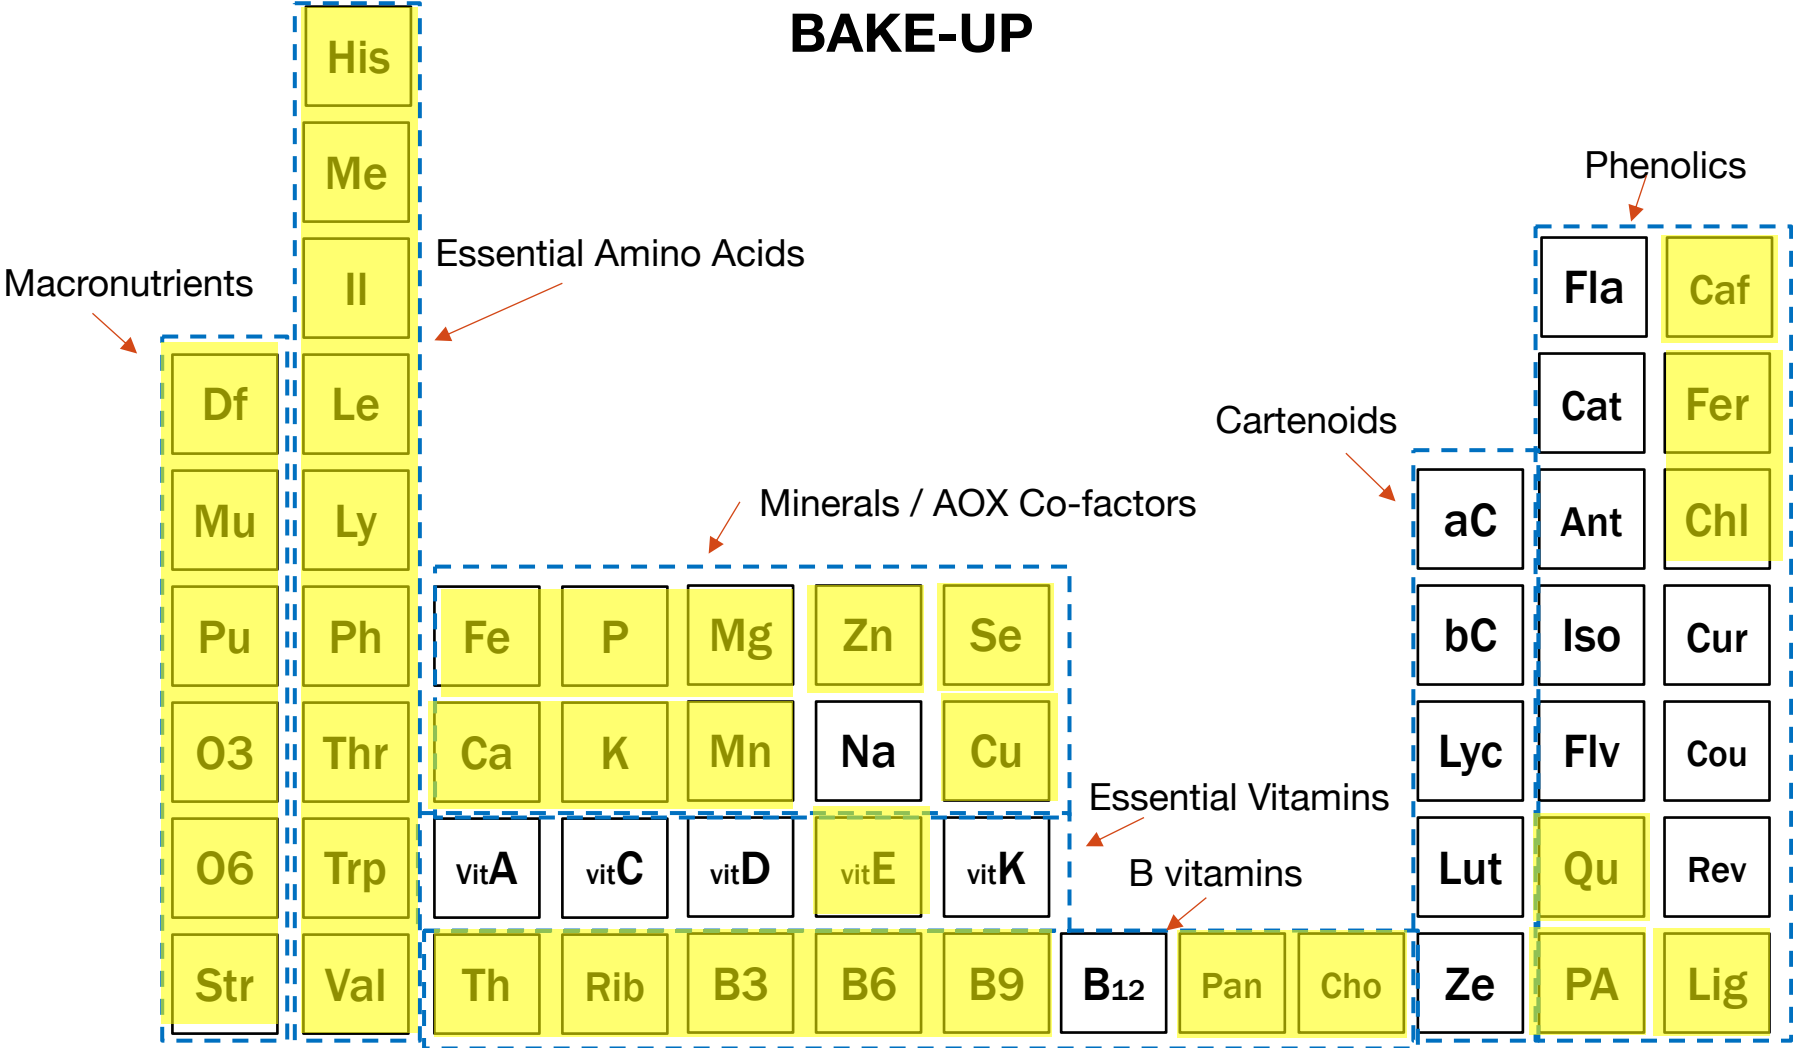 BAKE-UP
His
Me
Phenolics
Essential Amino Acids
Macronutrients
Il
Fla
Caf
Df
Le
Cat
Fer
Cartenoids
Minerals / AOX Co-factors
Mu
Ly
aC
Ant
Chl
Pu
Ph
Fe
P
Mg
Zn
Se
bC
Iso
Cur
O3
Thr
Ca
K
Mn
Na
Cu
Lyc
Flv
Cou
Essential Vitamins
B vitamins
O6
Trp
vitA
vitC
vitD
vitE
vitK
Lut
Qu
Rev
Str
Val
Th
Rib
B3
B6
B9
B12
Pan
Cho
Ze
PA
Lig